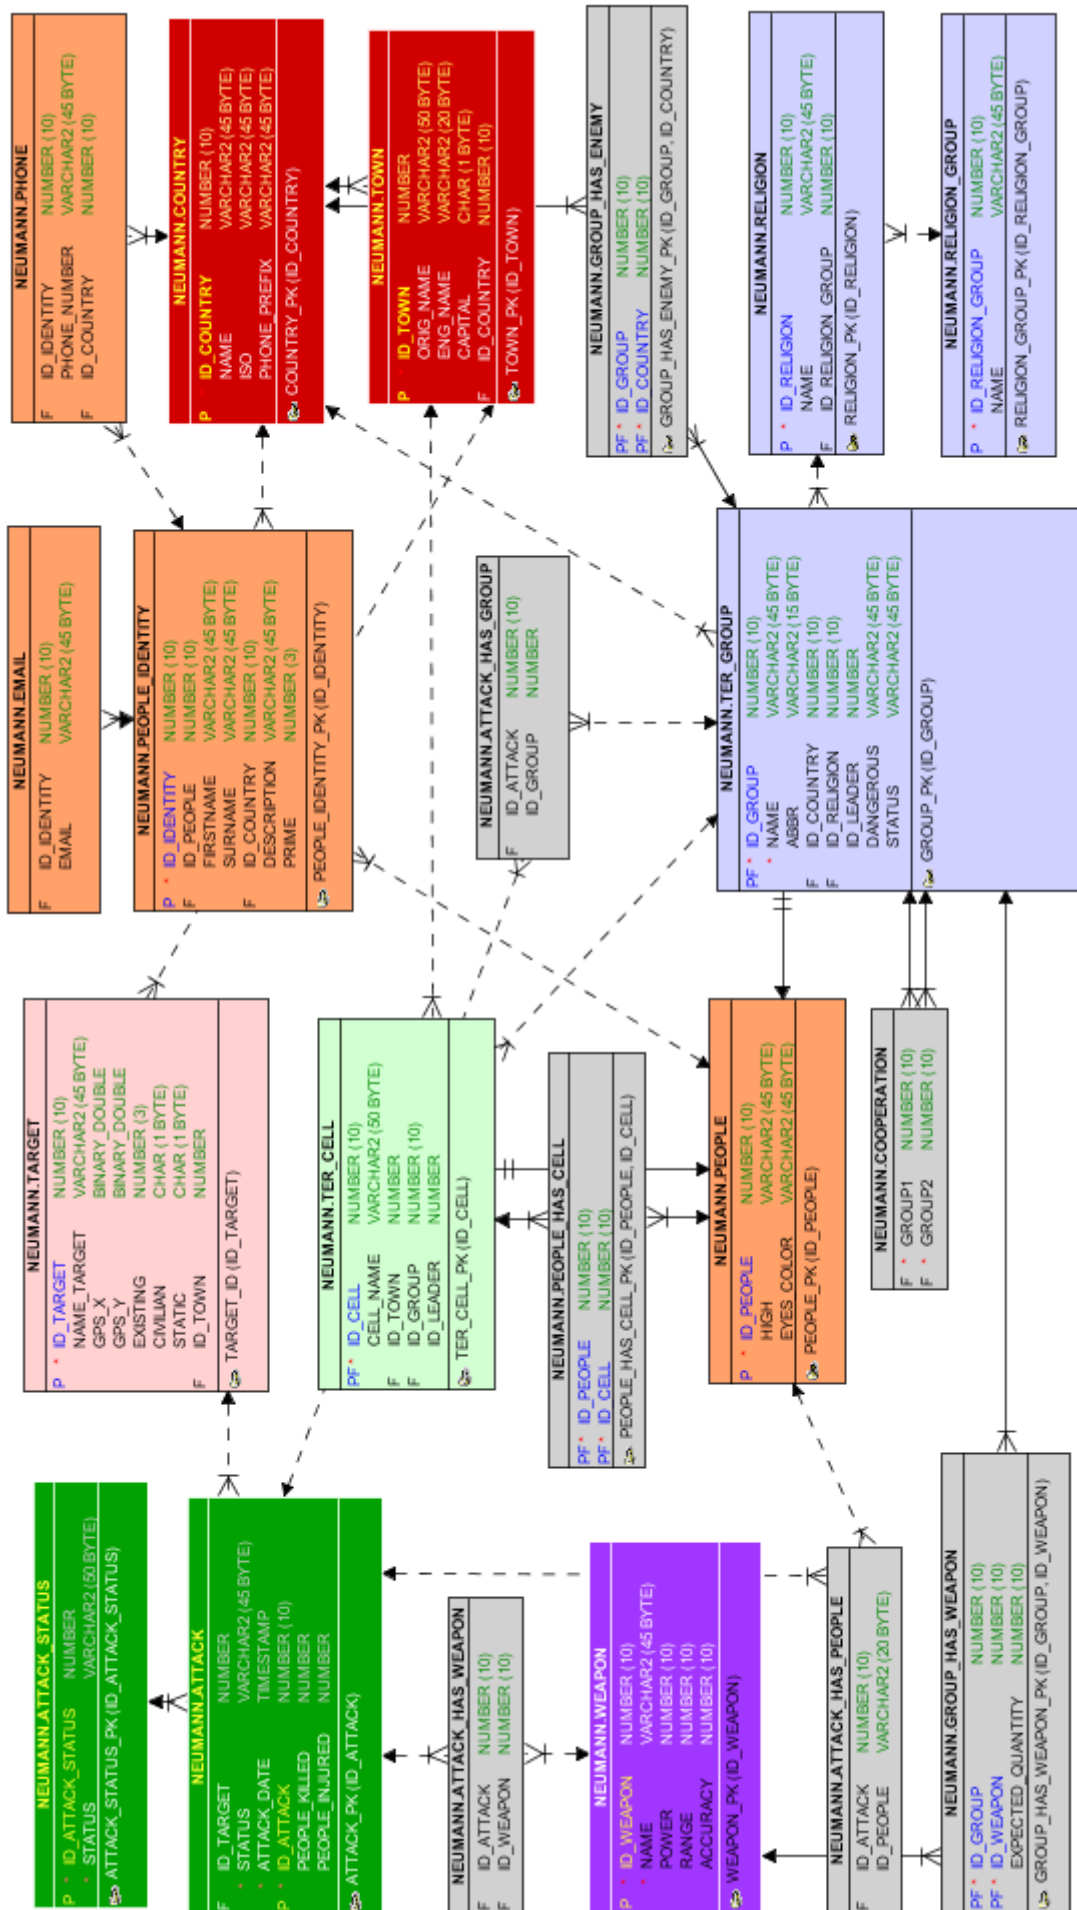 NEUMANN.ATTACK_STATUS
P * ID_ATTACK_STATUS NUMBER
* STATUS VARCHAR2 (50 BYTE)
ATTACK_STATUS_PK (ID_ATTACK_STATUS)
NEUMANN.TARGET
P * ID_TARGET NUMBER (10)
NAME_TARGET VARCHAR2 (45 BYTE)
GPS_X BINARY_DOUBLE
GPS_Y BINARY_DOUBLE
EXISTING NUMBER (3)
CIVILIAN CHAR (1 BYTE)
STATIC CHAR (1 BYTE)
F ID_TOWN NUMBER
TARGET_ID (ID_TARGET)
NEUMANN.EMAIL
F ID_IDENTITY NUMBER (10)
EMAIL VARCHAR2 (45 BYTE)
NEUMANN.PHONE
F ID_IDENTITY NUMBER (10)
PHONE_NUMBER VARCHAR2 (45 BYTE)
F ID_COUNTRY NUMBER (10)
NEUMANN.ATTACK
F ID_TARGET NUMBER
* STATUS VARCHAR2 (45 BYTE)
* ATTACK_DATE TIMESTAMP
P * ID_ATTACK NUMBER (10)
PEOPLE_KILLED NUMBER
PEOPLE_INJURED NUMBER
ATTACK_PK (ID_ATTACK)
NEUMANN.PEOPLE_IDENTITY
P * ID_IDENTITY NUMBER (10)
F ID_PEOPLE NUMBER (10)
FIRSTNAME VARCHAR2 (45 BYTE)
SURNAME VARCHAR2 (45 BYTE)
F ID_COUNTRY NUMBER (10)
DESCRIPTION VARCHAR2 (45 BYTE)
PRIME NUMBER (3)
PEOPLE_IDENTITY_PK (ID_IDENTITY)
NEUMANN.COUNTRY
P * ID_COUNTRY NUMBER (10)
NAME VARCHAR2 (45 BYTE)
ISO VARCHAR2 (45 BYTE)
PHONE_PREFIX VARCHAR2 (45 BYTE)
COUNTRY_PK (ID_COUNTRY)
NEUMANN.TER_CELL
PF * ID_CELL NUMBER (10)
CELL_NAME VARCHAR2 (50 BYTE)
F ID_TOWN NUMBER
F ID_GROUP NUMBER (10)
ID_LEADER NUMBER
TER_CELL_PK (ID_CELL)
NEUMANN.TOWN
P * ID_TOWN NUMBER
ORIG_NAME VARCHAR2 (50 BYTE)
ENG_NAME VARCHAR2 (20 BYTE)
CAPITAL CHAR (1 BYTE)
F ID_COUNTRY NUMBER (10)
TOWN_PK (ID_TOWN)
NEUMANN.ATTACK_HAS_WEAPON
F ID_ATTACK NUMBER (10)
F ID_WEAPON NUMBER (10)
NEUMANN.ATTACK_HAS_GROUP
F ID_ATTACK NUMBER (10)
ID_GROUP NUMBER
NEUMANN.PEOPLE_HAS_CELL
PF * ID_PEOPLE NUMBER (10)
PF * ID_CELL NUMBER (10)
PEOPLE_HAS_CELL_PK (ID_PEOPLE, ID_CELL)
NEUMANN.GROUP_HAS_ENEMY
PF * ID_GROUP NUMBER (10)
PF * ID_COUNTRY NUMBER (10)
GROUP_HAS_ENEMY_PK (ID_GROUP, ID_COUNTRY)
NEUMANN.WEAPON
P * ID_WEAPON NUMBER (10)
* NAME VARCHAR2 (45 BYTE)
POWER NUMBER (10)
RANGE NUMBER (10)
ACCURACY NUMBER (10)
WEAPON_PK (ID_WEAPON)
NEUMANN.PEOPLE
P * ID_PEOPLE NUMBER (10)
HIGH VARCHAR2 (45 BYTE)
EYES_COLOR VARCHAR2 (45 BYTE)
PEOPLE_PK (ID_PEOPLE)
NEUMANN.TER_GROUP
PF * ID_GROUP NUMBER (10)
* NAME VARCHAR2 (45 BYTE)
ABBR VARCHAR2 (15 BYTE)
F ID_COUNTRY NUMBER (10)
F ID_RELIGION NUMBER (10)
ID_LEADER NUMBER
DANGEROUS VARCHAR2 (45 BYTE)
STATUS VARCHAR2 (45 BYTE)
GROUP_PK (ID_GROUP)
NEUMANN.RELIGION
P * ID_RELIGION NUMBER (10)
NAME VARCHAR2 (45 BYTE)
F ID_RELIGION_GROUP NUMBER (10)
RELIGION_PK (ID_RELIGION)
NEUMANN.ATTACK_HAS_PEOPLE
F ID_ATTACK NUMBER (10)
ID_PEOPLE VARCHAR2 (20 BYTE)
NEUMANN.COOPERATION
F * GROUP1 NUMBER (10)
F * GROUP2 NUMBER (10)
NEUMANN.GROUP_HAS_WEAPON
PF * ID_GROUP NUMBER (10)
PF * ID_WEAPON NUMBER (10)
EXPECTED_QUANTITY NUMBER (10)
GROUP_HAS_WEAPON_PK (ID_GROUP, ID_WEAPON)
NEUMANN.RELIGION_GROUP
P * ID_RELIGION_GROUP NUMBER (10)
NAME VARCHAR2 (45 BYTE)
RELIGION_GROUP_PK (ID_RELIGION_GROUP)